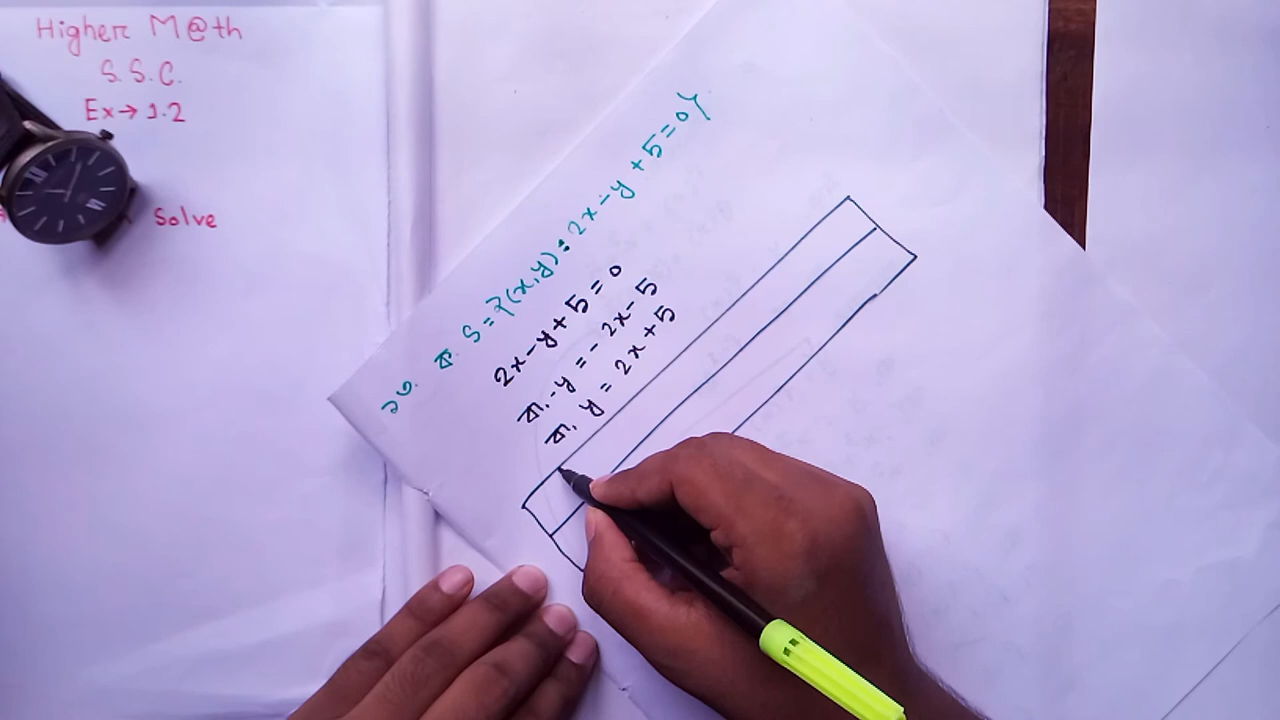 Higher M@th
S.S.C.
Ex→1.2
Solve
১৩. ক. S = {(x,y) : 2x - y + 5 = 0}
2x - y + 5 = 0
বা, -y = - 2x - 5
বা, y = 2x + 5